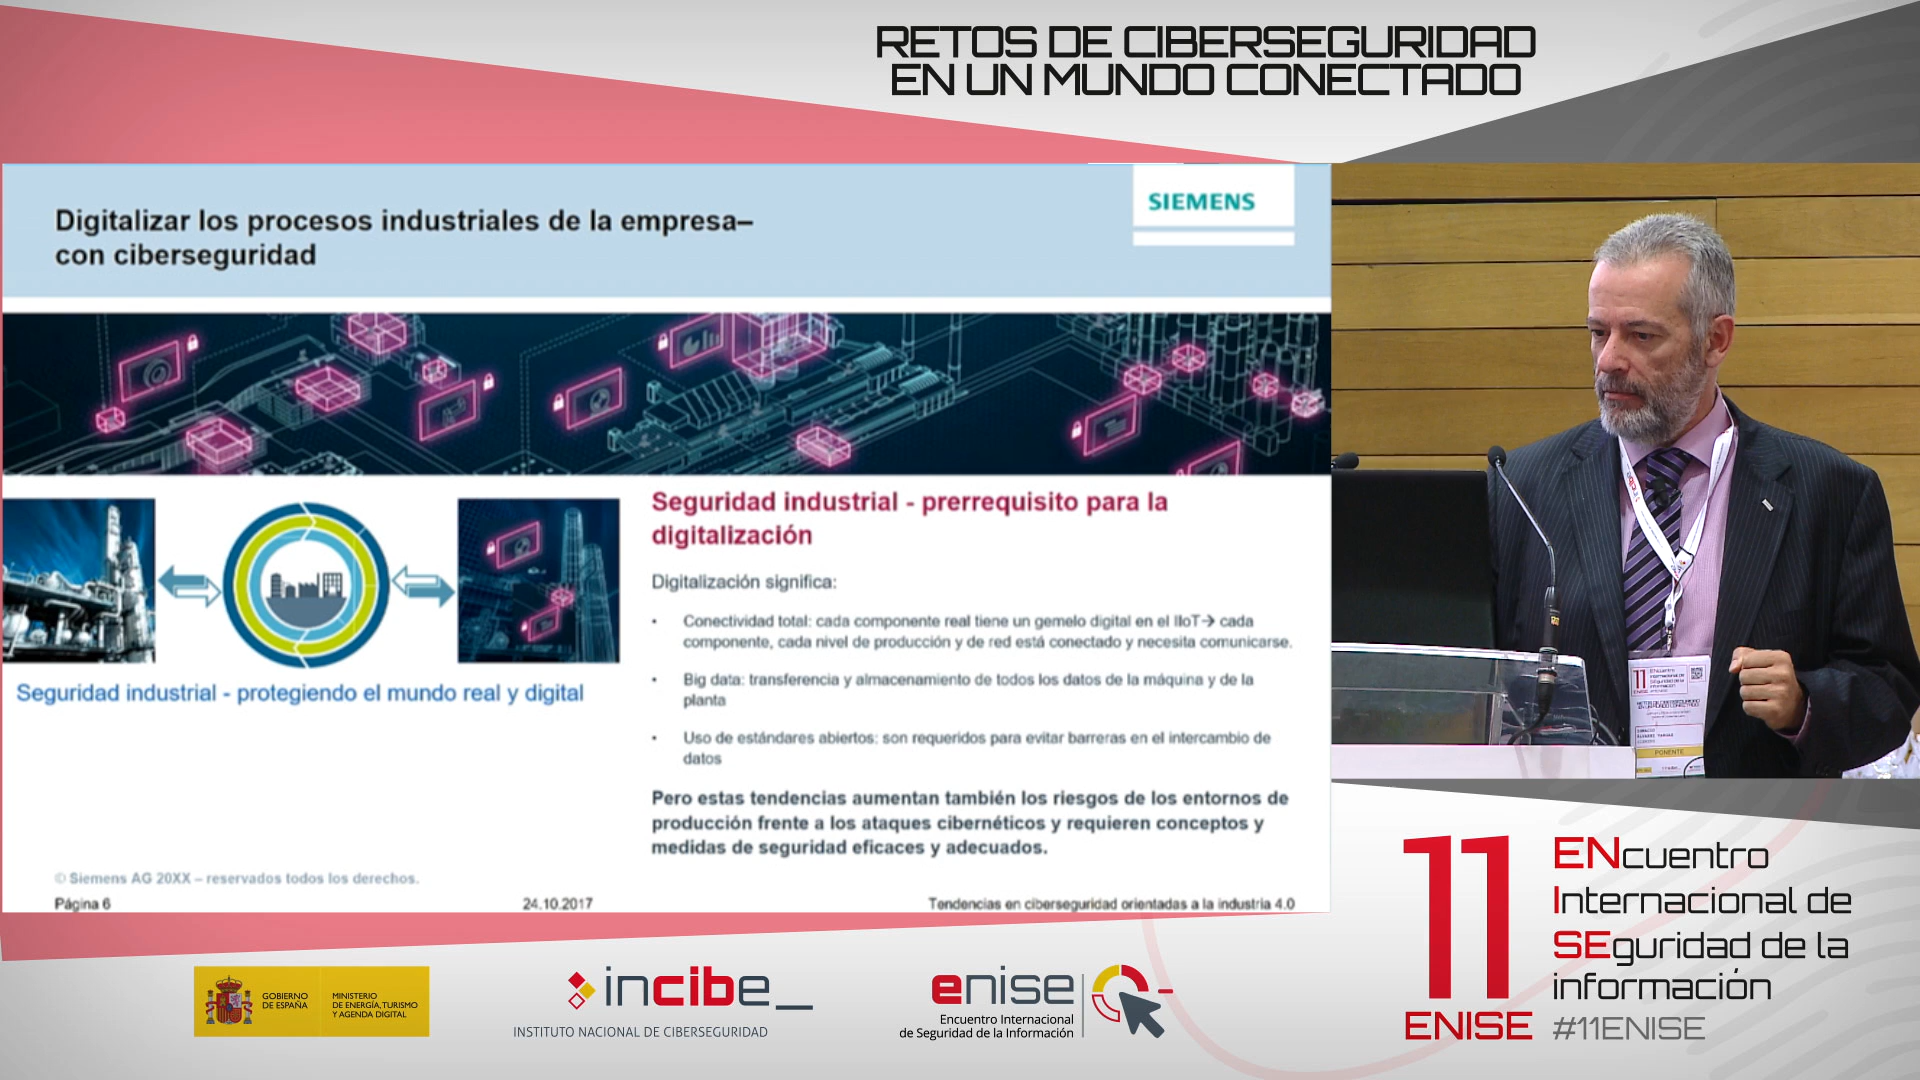 RETOS DE CIBERSEGURIDAD
EN UN MUNDO CONECTADO
Digitalizar los procesos industriales de la empresa–
con ciberseguridad
SIEMENS
Seguridad industrial - protegiendo el mundo real y digital
Seguridad industrial - prerrequisito para la
digitalización
Digitalización significa:
• Conectividad total: cada componente real tiene un gemelo digital en el IIoT→ cada
componente, cada nivel de producción y de red está conectado y necesita comunicarse.
• Big data: transferencia y almacenamiento de todos los datos de la máquina y de la
planta
• Uso de estándares abiertos: son requeridos para evitar barreras en el intercambio de
datos
Pero estas tendencias aumentan también los riesgos de los entornos de
producción frente a los ataques cibernéticos y requieren conceptos y
medidas de seguridad eficaces y adecuados.
© Siemens AG 20XX – reservados todos los derechos.
Página 6
24.10.2017
Tendencias en ciberseguridad orientadas a la industria 4.0
incibe
11
PONENTE
GOBIERNO
DE ESPAÑA
MINISTERIO
DE ENERGÍA, TURISMO
Y AGENDA DIGITAL
incibe_
INSTITUTO NACIONAL DE CIBERSEGURIDAD
enise
Encuentro Internacional
de Seguridad de la Información
11
ENISE
ENcuentro
Internacional de
SEguridad de la
información
#11ENISE